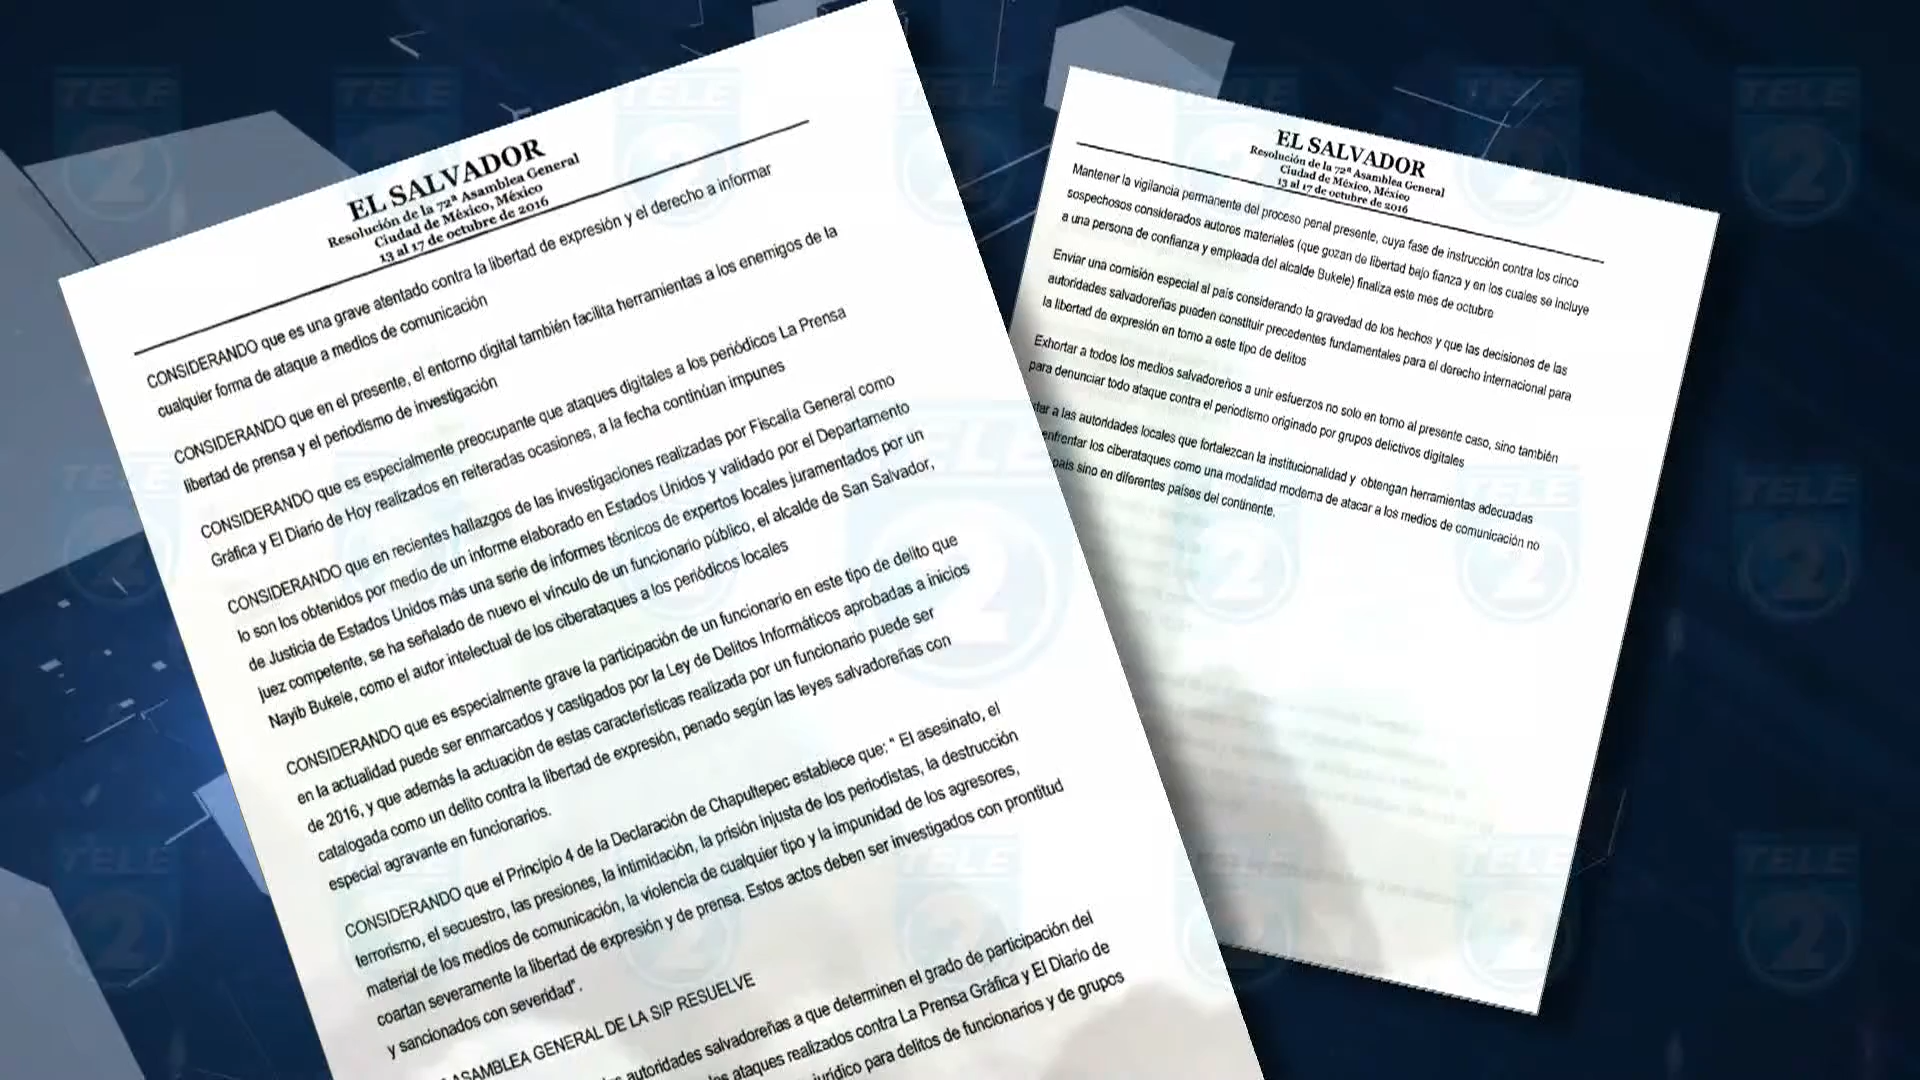 EL SALVADOR
Resolución de la 72ª Asamblea General
Ciudad de México, México
13 al 17 de octubre de 2016
CONSIDERANDO que es una grave atentado contra la libertad de expresión y el derecho a informar
cualquier forma de ataque a medios de comunicación
CONSIDERANDO que en el presente, el entorno digital también facilita herramientas a los enemigos de la
libertad de prensa y el periodismo de investigación
CONSIDERANDO que es especialmente preocupante que ataques digitales a los periódicos La Prensa
Gráfica y El Diario de Hoy realizados en reiteradas ocasiones, a la fecha continúan impunes
CONSIDERANDO que en recientes hallazgos de las investigaciones realizadas por Fiscalía General como
lo son los obtenidos por medio de un informe elaborado en Estados Unidos y validado por el Departamento
de Justicia de Estados Unidos más una serie de informes técnicos de expertos locales juramentados por un
juez competente, se ha señalado de nuevo el vínculo de un funcionario público, el alcalde de San Salvador,
Nayib Bukele, como el autor intelectual de los ciberataques a los periódicos locales
CONSIDERANDO que es especialmente grave la participación de un funcionario en este tipo de delito que
en la actualidad puede ser enmarcados y castigados por la Ley de Delitos Informáticos aprobadas a inicios
de 2016, y que además la actuación de estas características realizada por un funcionario puede ser
catalogada como un delito contra la libertad de expresión, penado según las leyes salvadoreñas con
especial agravante en funcionarios.
CONSIDERANDO que el Principio 4 de la Declaración de Chapultepec establece que: " El asesinato, el
terrorismo, el secuestro, las presiones, la intimidación, la prisión injusta de los periodistas, la destrucción
material de los medios de comunicación, la violencia de cualquier tipo y la impunidad de los agresores,
coartan severamente la libertad de expresión y de prensa. Estos actos deben ser investigados con prontitud
y sancionados con severidad".
ASAMBLEA GENERAL DE LA SIP RESUELVE
autoridades salvadoreñas a que determinen el grado de participación del
ataques realizados contra La Prensa Gráfica y El Diario de
jurídico para delitos de funcionarios y de grupos
EL SALVADOR
Resolución de la 72ª Asamblea General
Ciudad de México, México
13 al 17 de octubre de 2016
Mantener la vigilancia permanente del proceso penal presente, cuya fase de instrucción contra los cinco
sospechosos considerados autores materiales (que gozan de libertad bajo fianza y en los cuales se incluye
a una persona de confianza y empleada del alcalde Bukele) finaliza este mes de octubre
Enviar una comisión especial al país considerando la gravedad de los hechos y que las decisiones de las
autoridades salvadoreñas pueden constituir precedentes fundamentales para el derecho internacional para
la libertad de expresión en torno a este tipo de delitos
Exhortar a todos los medios salvadoreños a unir esfuerzos no solo en torno al presente caso, sino también
para denunciar todo ataque contra el periodismo originado por grupos delictivos digitales
a las autoridades locales que fortalezcan la institucionalidad y obtengan herramientas adecuadas
enfrentar los ciberataques como una modalidad moderna de atacar a los medios de comunicación no
país sino en diferentes países del continente.
TELE
2